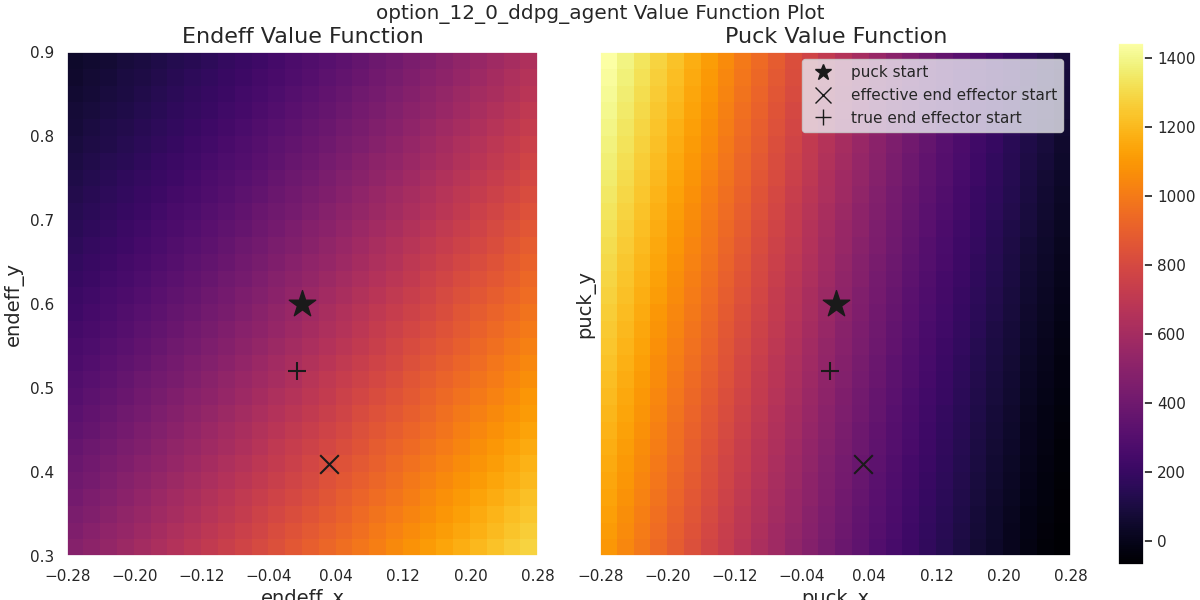 option_12_0_ddpg_agent Value Function Plot
Endeff Value Function
Puck Value Function
endeff_y
0.9
0.8
0.7
0.6
0.5
0.4
0.3
−0.28 −0.20 −0.12 −0.04 0.04 0.12 0.20 0.28
endeff_x
puck_y
puck start
effective end effector start
true end effector start
−0.28 −0.20 −0.12 −0.04 0.04 0.12 0.20 0.28
puck_x
1400
1200
1000
800
600
400
200
0